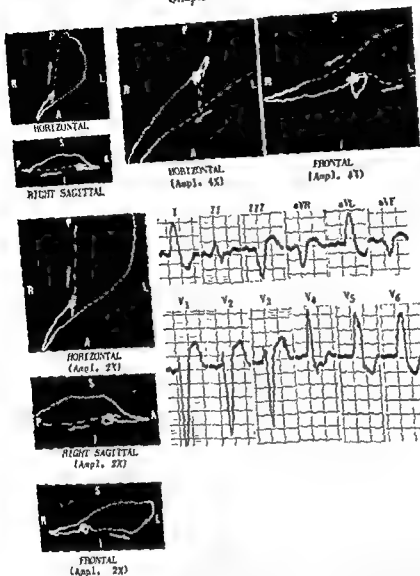 P
S
R
L
R
L
R
L
A
HORIZONTAL
S
P
A
RIGHT SAGITTAL
A
HORIZONTAL
(Ampl. 4X)
I
FRONTAL
(Ampl. 4X)
I
II
III
aVR
aVL
aVF
R
L
A
HORIZONTAL
(Ampl. 2X)
V1
V2
V3
V4
V5
V6
S
P
A
I
RIGHT SAGITTAL
(Ampl. 2X)
S
R
L
I
FRONTAL
(Ampl. 2X)